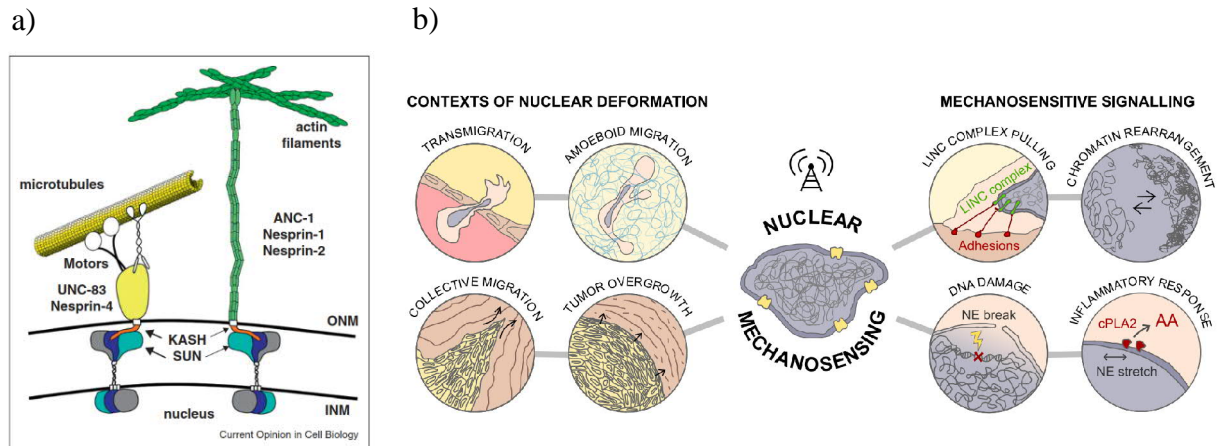 a)
actin
filaments
microtubules
ANC-1
Nesprin-1
Nesprin-2
Motors
UNC-83
Nesprin-4
ONM
KASH
SUN
nucleus
INM
Current Opinion in Cell Biology
b)
CONTEXTS OF NUCLEAR DEFORMATION
TRANSMIGRATION
AMOEBOID MIGRATION
COLLECTIVE MIGRATION
TUMOR OVERGROWTH
NUCLEAR
MECHANOSENSING
MECHANOSENSITIVE SIGNALLING
LINC COMPLEX PULLING
LINC complex
Adhesions
CHROMATIN REARRANGEMENT
DNA DAMAGE
NE break
INFLAMMATORY RESPONSE
cPLA2
AA
NE stretch